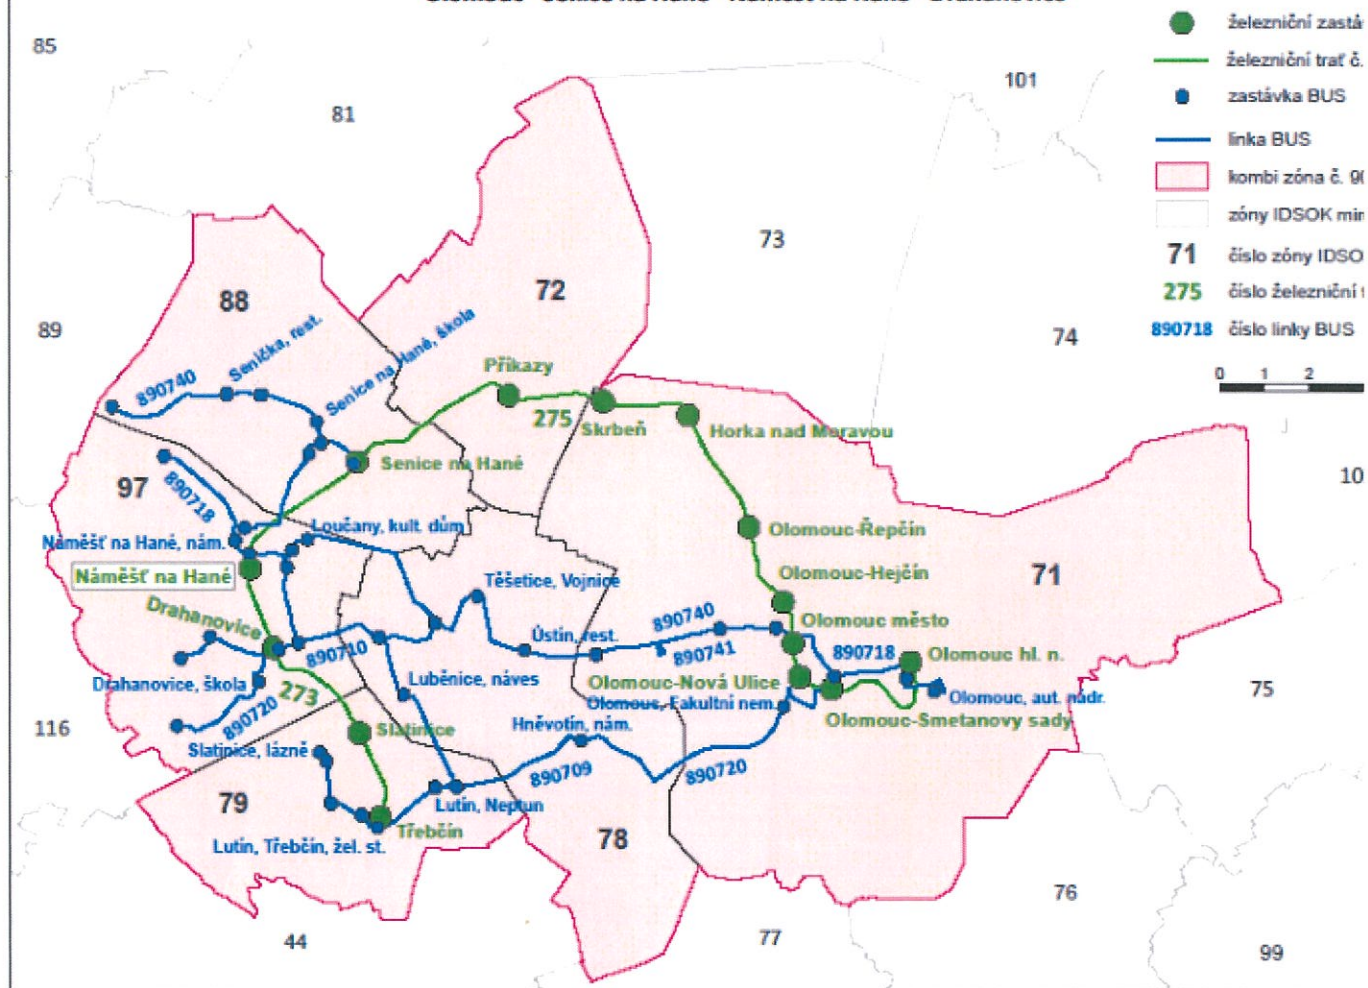 železniční
železniční trať č.
zastávka BUS
linka BUS
kombi zóna č.
zóny IDSOK
71 číslo zóny
275 číslo železniční
890718 číslo linky BUS
0 1 2
85
81
101
73
88
72
89
74
Senička, rest.
Senice na Hané, škola
890740
Příkazy
275
Skrbeň
Horka nad Moravou
Senice na Hané
97
890718
10
Loučany, kult. dům
Olomouc-Řepčín
Náměšť na Hané, nám.
Náměšť na Hané
Těšetice, Vojnice
Olomouc-Hejčín
71
Drahanovice
890740
Olomouc město
Ústín, rest.
890710
890741
890718
Olomouc hl. n.
Drahanovice, škola
273
Luběnice, náves
Olomouc-Nová Ulice
Olomouc, Fakultní nem.
Olomouc, aut. nádr.
75
890720
Hněvotín, nám.
Olomouc-Smetanovy sady
116
Slatinice
Slatinice, lázně
890709
890720
79
Lutín, Neptun
Třebčín
Lutín, Třebčín, žel. st.
78
76
44
77
99